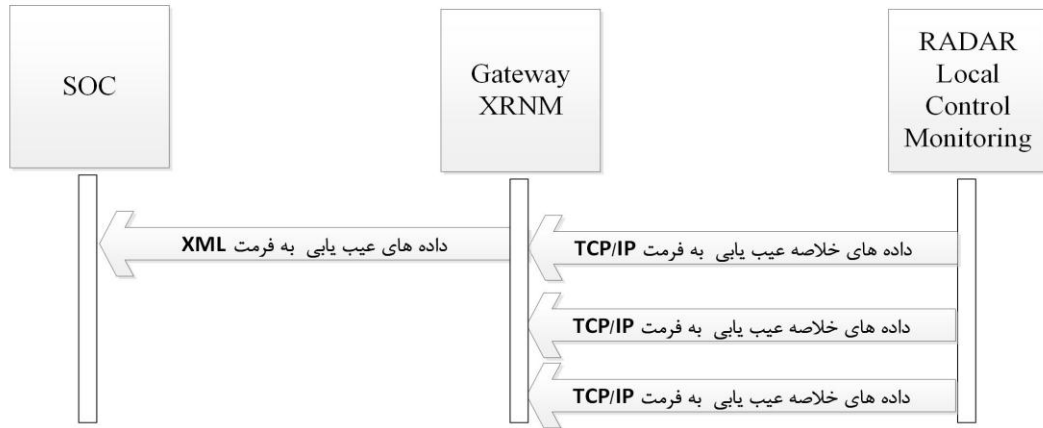 SOC
Gateway
XRNM
RADAR
Local
Control
Monitoring
داده های عیب یابی به فرمت XML
داده های خلاصه عیب یابی به فرمت TCP/IP
داده های خلاصه عیب یابی به فرمت TCP/IP
داده های خلاصه عیب یابی به فرمت TCP/IP